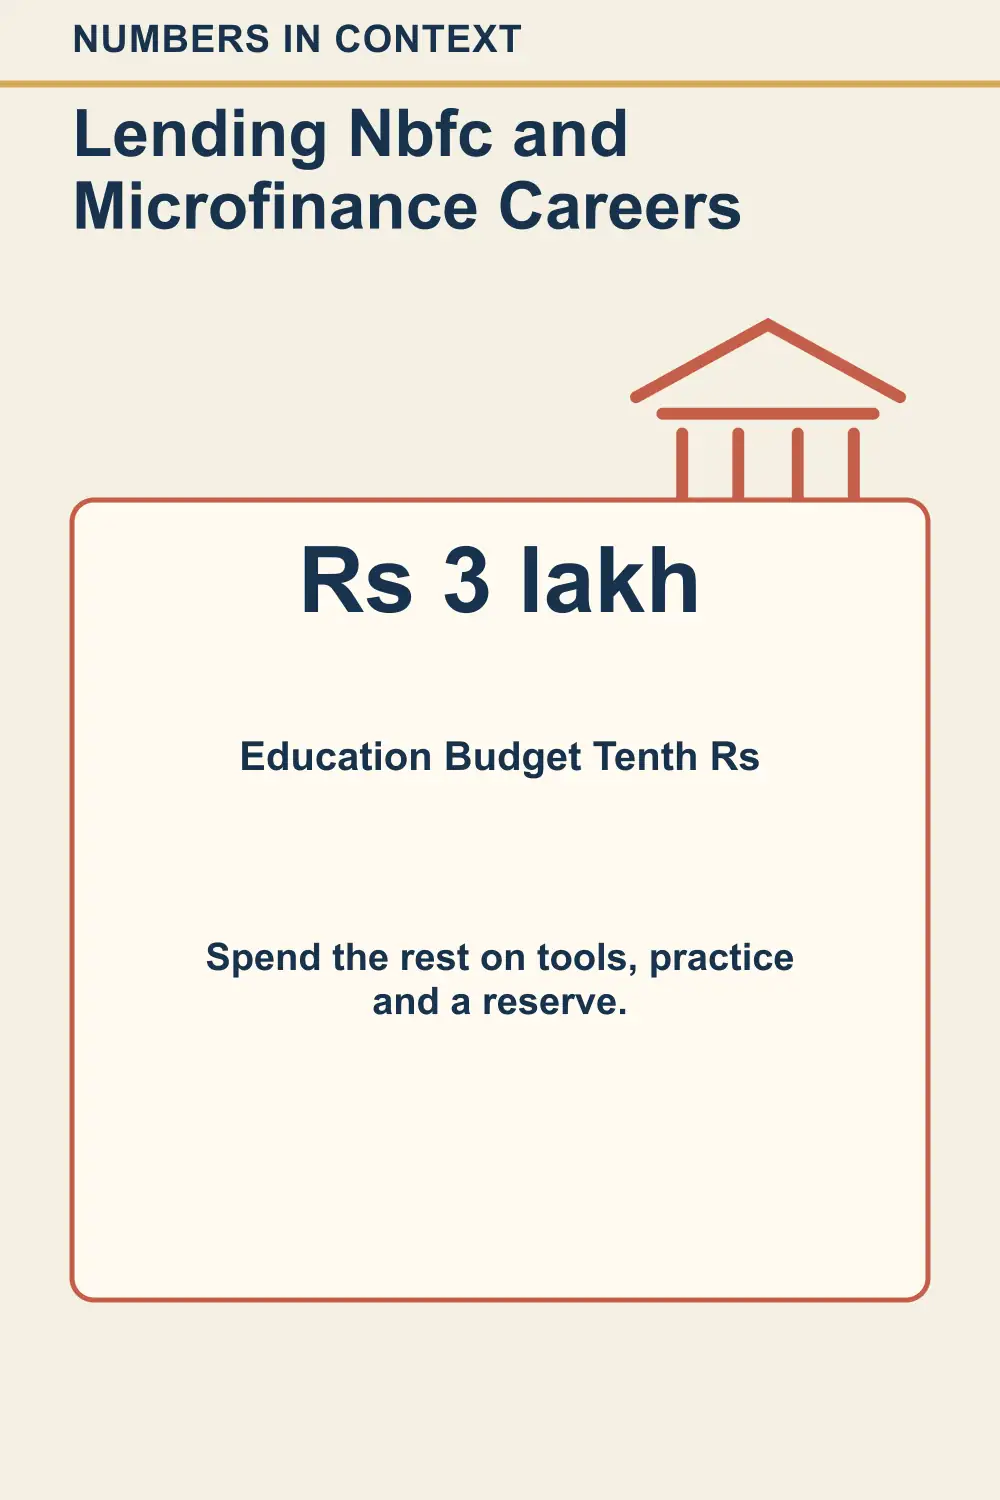 NUMBERS IN CONTEXT
Lending Nbfc and
Microfinance Careers
Rs 3 lakh
Education Budget Tenth Rs
Spend the rest on tools, practice
and a reserve.